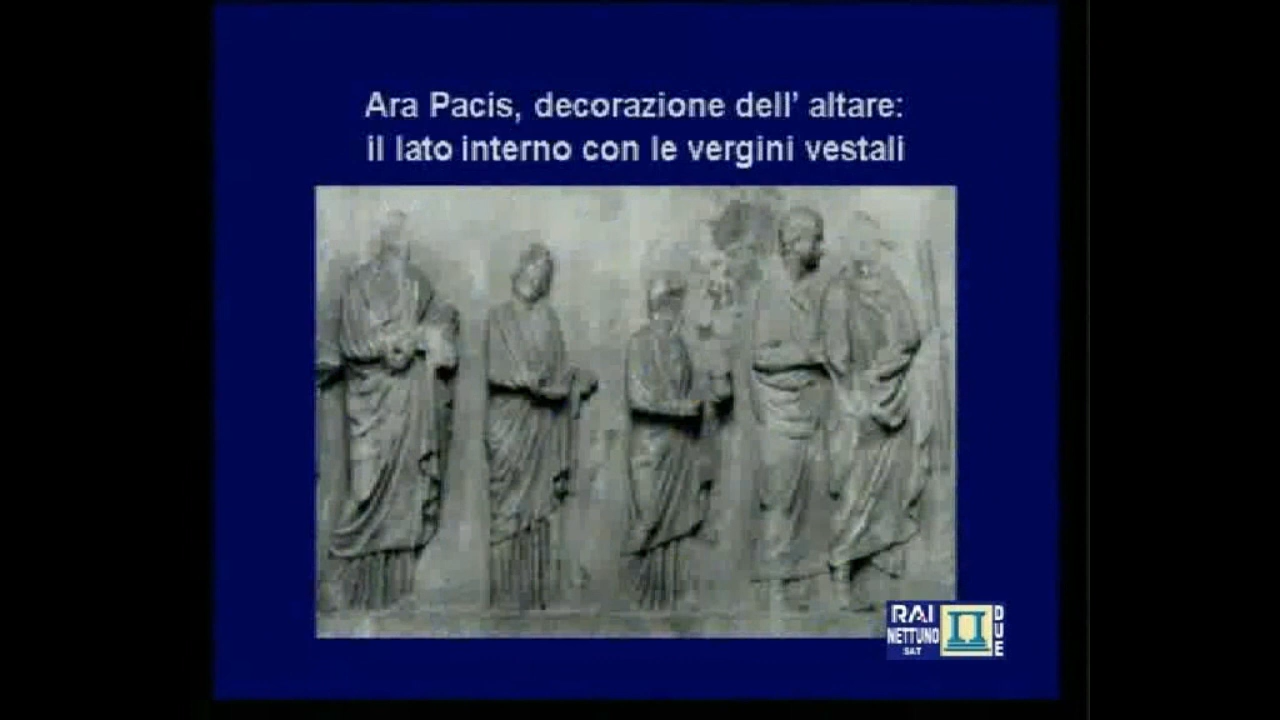 Ara Pacis, decorazione dell' altare:
il lato interno con le vergini vestali
RAI
NETTUNO
SAT
DUE